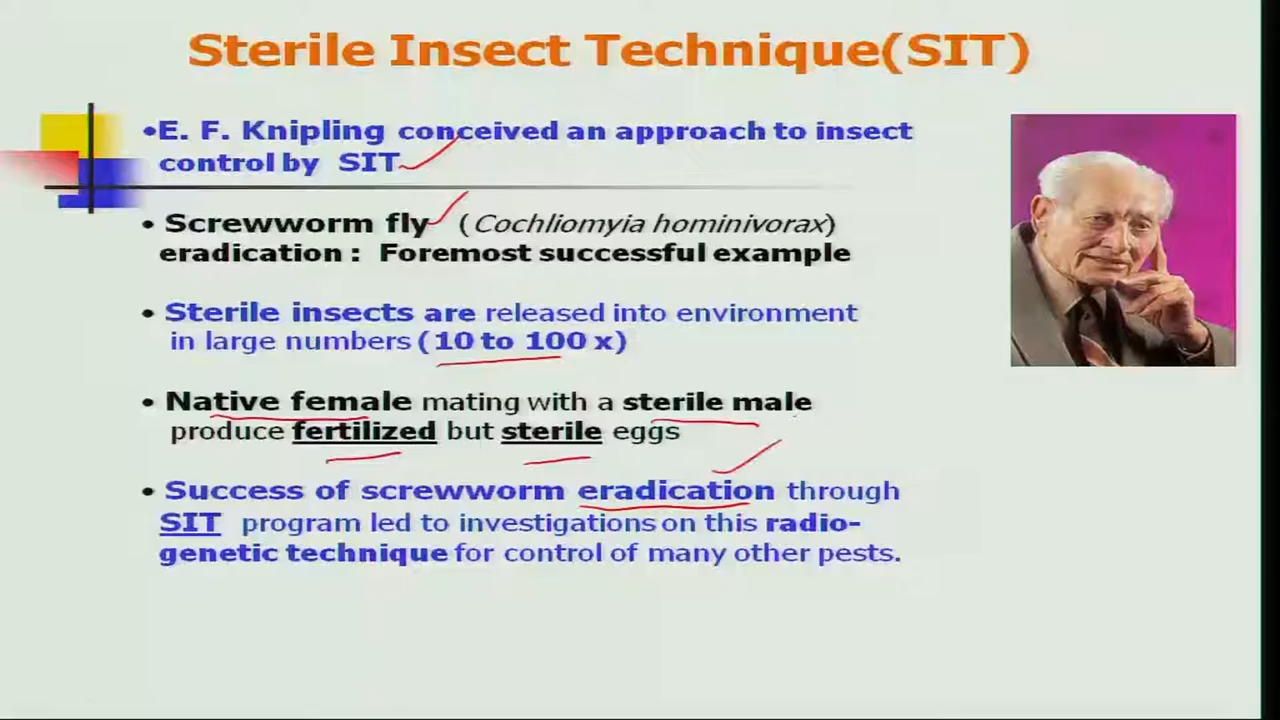 Sterile Insect Technique(SIT)
•E. F. Knipling conceived an approach to insect
control by SIT
• Screwworm fly (Cochliomyia hominivorax)
eradication : Foremost successful example
• Sterile insects are released into environment
in large numbers (10 to 100 x)
• Native female mating with a sterile male
produce fertilized but sterile eggs
• Success of screwworm eradication through
SIT program led to investigations on this radio-
genetic technique for control of many other pests.